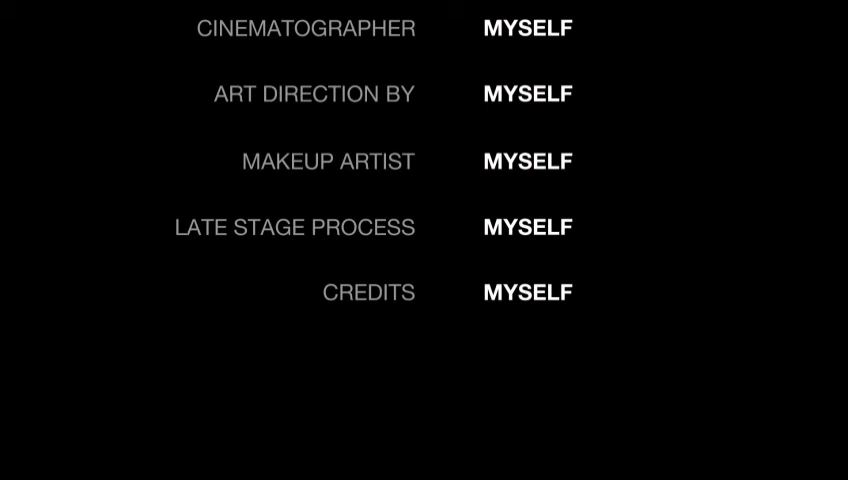 CINEMATOGRAPHER MYSELF
ART DIRECTION BY MYSELF
MAKEUP ARTIST MYSELF
LATE STAGE PROCESS MYSELF
CREDITS MYSELF